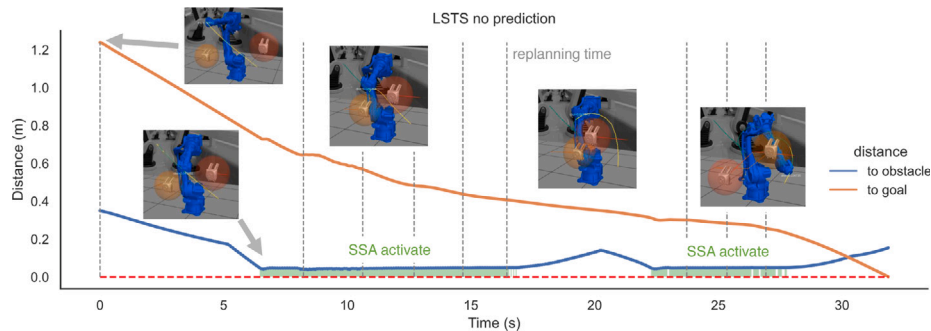 LSTS no prediction
replanning time
distance
to obstacle
to goal
SSA activate
SSA activate
Distance (m)
1.2
1.0
0.8
0.6
0.4
0.2
0.0
0
5
10
15
20
25
30
Time (s)